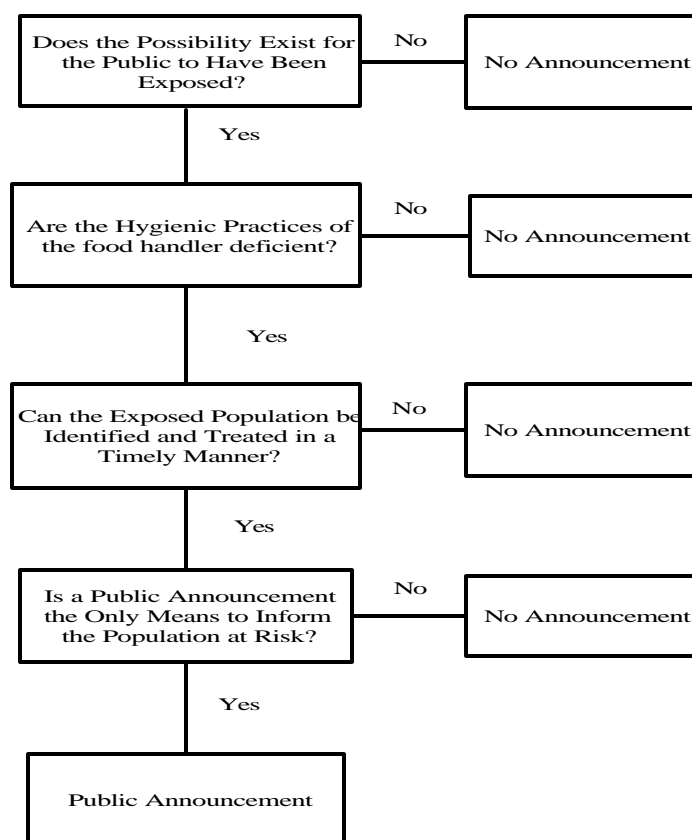 Does the Possibility Exist for
the Public to Have Been
Exposed?
No
No Announcement
Yes
Are the Hygienic Practices of
the food handler deficient?
No
No Announcement
Yes
Can the Exposed Population be
Identified and Treated in a
Timely Manner?
No
No Announcement
Yes
Is a Public Announcement
the Only Means to Inform
the Population at Risk?
No
No Announcement
Yes
Public Announcement